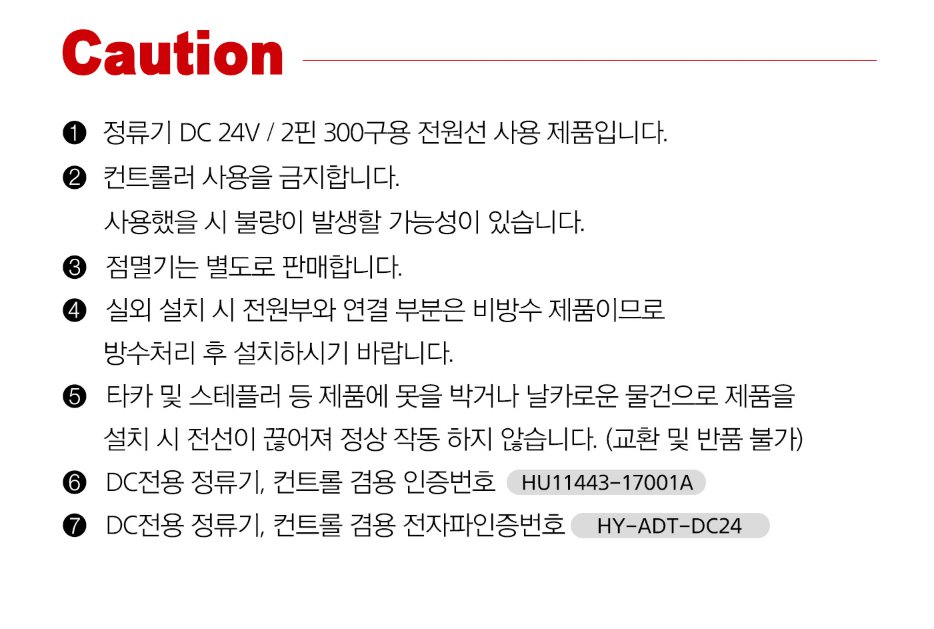 Caution
❶ 정류기 DC 24V / 2핀 300구용 전원선 사용 제품입니다.
❷ 컨트롤러 사용을 금지합니다.
사용했을 시 불량이 발생할 가능성이 있습니다.
❸ 점멸기는 별도로 판매합니다.
❹ 실외 설치 시 전원부와 연결 부분은 비방수 제품이므로
방수처리 후 설치하시기 바랍니다.
❺ 타카 및 스테플러 등 제품에 못을 박거나 날카로운 물건으로 제품을
설치 시 전선이 끊어져 정상 작동 하지 않습니다. (교환 및 반품 불가)
❻ DC전용 정류기, 컨트롤 겸용 인증번호 HU11443-17001A
❼ DC전용 정류기, 컨트롤 겸용 전자파인증번호 HY-ADT-DC24